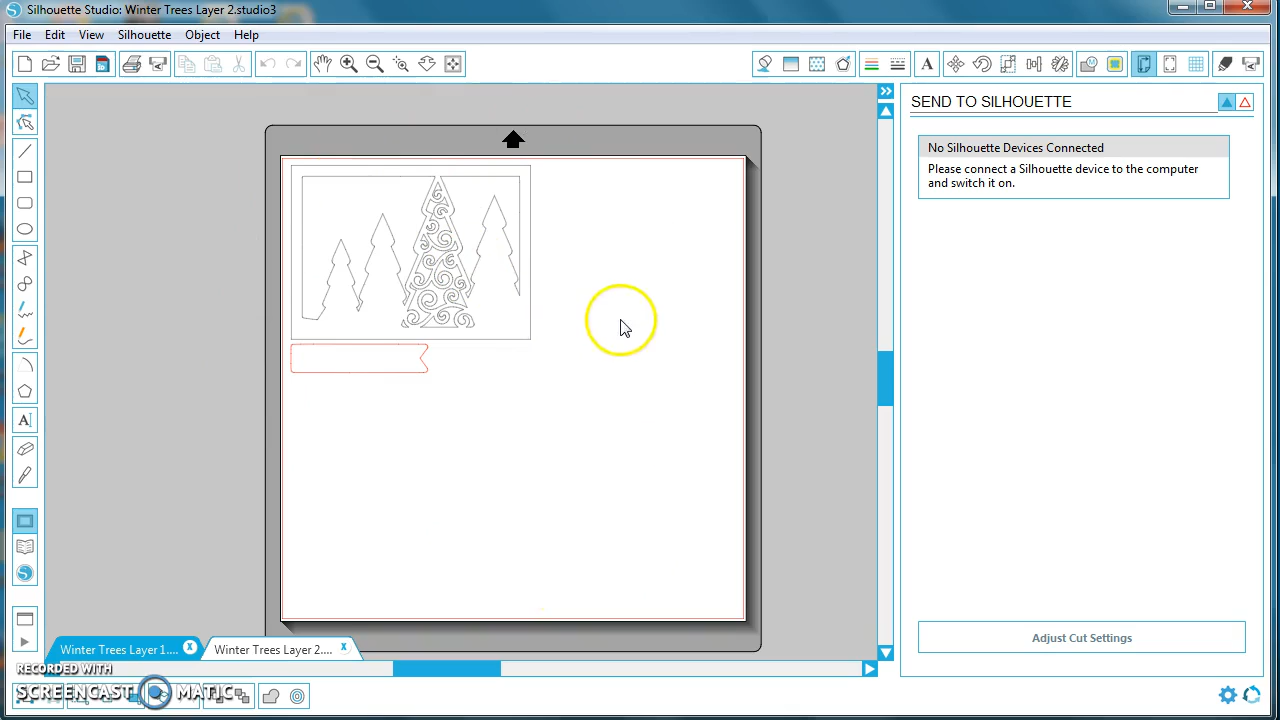 Silhouette Studio: Winter Trees Layer 2.studio3
File Edit View Silhouette Object Help
SEND TO SILHOUETTE
No Silhouette Devices Connected
Please connect a Silhouette device to the computer
and switch it on.
Adjust Cut Settings
Winter Trees Layer 1.... Winter Trees Layer 2....
RECORDED WITH
SCREENCAST MATIC